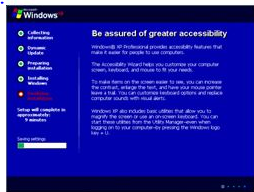 Microsoft
Windows xp
Collecting
information
Dynamic
Update
Preparing
installation
Installing
Windows
Finalizing
installation
Setup will complete in
approximately:
9 minutes
Saving settings
Be assured of greater accessibility
Windows® XP Professional provides accessibility features that
make it easier for people to use computers.
The Accessibility Wizard helps you customize your computer
screen, keyboard, and mouse to fit your needs.
To make items on the screen easier to see, you can increase
the contrast, enlarge the text, and have your mouse pointer
leave a trail. You can customize keyboard options and replace
computer sounds with visual alerts.
Windows XP also includes basic utilities that allow you to
magnify the screen or use an on-screen keyboard. You can
start these utilities from the Utility Manager-even when
logging on to your computer-by pressing the Windows logo
key + U.